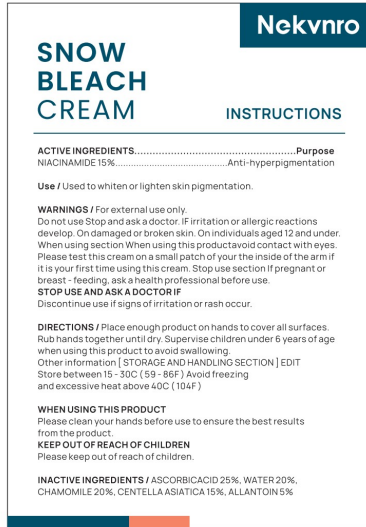 Nekvnro
SNOW
BLEACH
CREAM
INSTRUCTIONS
ACTIVE INGREDIENTS..................................................Purpose
NIACINAMIDE 15%............................................Anti-hyperpigmentation
Use / Used to whiten or lighten skin pigmentation.
WARNINGS / For external use only.
Do not use Stop and ask a doctor. IF irritation or allergic reactions
develop. On damaged or broken skin. On individuals aged 12 and under.
When using section When using this productavoid contact with eyes.
Please test this cream on a small patch of your the inside of the arm if
it is your first time using this cream. Stop use section If pregnant or
breast - feeding, ask a health professional before use.
STOP USE AND ASK A DOCTOR IF
Discontinue use if signs of irritation or rash occur.
DIRECTIONS / Place enough product on hands to cover all surfaces.
Rub hands together until dry. Supervise children under 6 years of age
when using this product to avoid swallowing.
Other information [ STORAGE AND HANDLING SECTION ] EDIT
Store between 15 - 30C ( 59 - 86F ) Avoid freezing
and excessive heat above 40C ( 104F )
WHEN USING THIS PRODUCT
Please clean your hands before use to ensure the best results
from the product.
KEEP OUT OF REACH OF CHILDREN
Please keep out of reach of children.
INACTIVE INGREDIENTS / ASCORBICACID 25%, WATER 20%,
CHAMOMILE 20%, CENTELLA ASIATICA 15%, ALLANTOIN 5%